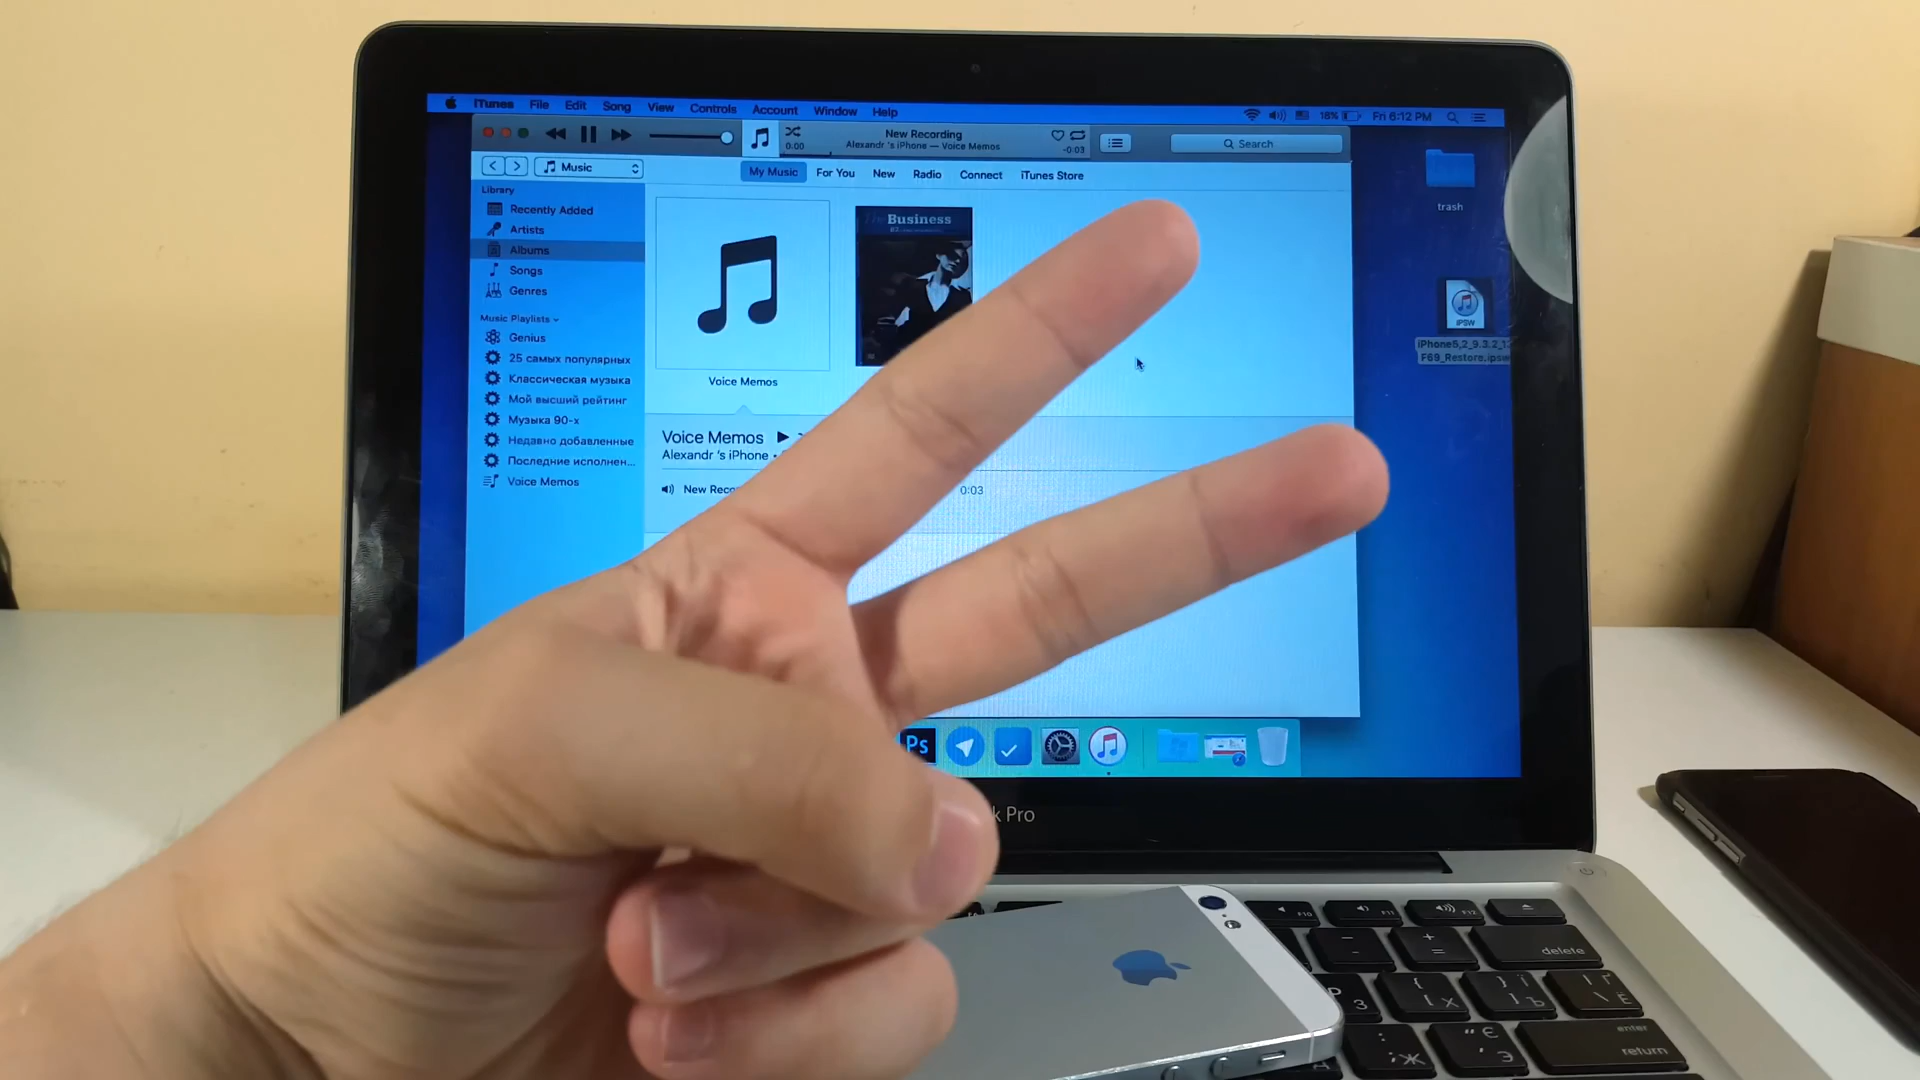 iTunes File Edit Song View Controls Account Window Help
18% Fri 6:12 PM
New Recording
0:00 Alexandr 's iPhone — Voice Memos -0:03
Search
Music
My Music For You New Radio Connect iTunes Store
Library
Recently Added
Artists
Albums
Songs
Genres
Music Playlists
Genius
25 самых популярных
Классическая музыка
Мой высший рейтинг
Музыка 90-х
Недавно добавленные
Последние исполнен...
Voice Memos
Business
Voice Memos
Voice Memos
Alexandr 's iPhone •
New Reco
0:03
trash
IPSW
iPhone5,2_9.3.2_1
F69_Restore.ipsw
Ps
k Pro
F10 F11 F12
- + = delete
З { [ Х } ] Ї Ъ Ґ \ Ё
: ; Ж " ' Є Э enter
return